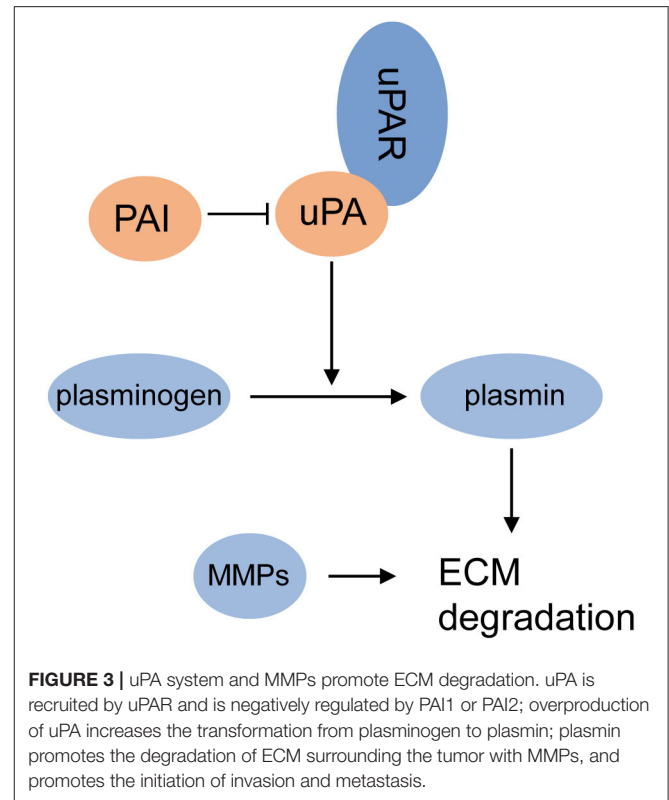 uPAR
PAI
uPA
plasminogen
plasmin
MMPs
ECM
degradation
FIGURE 3 | uPA system and MMPs promote ECM degradation. uPA is
recruited by uPAR and is negatively regulated by PAI1 or PAI2; overproduction
of uPA increases the transformation from plasminogen to plasmin; plasmin
promotes the degradation of ECM surrounding the tumor with MMPs, and
promotes the initiation of invasion and metastasis.